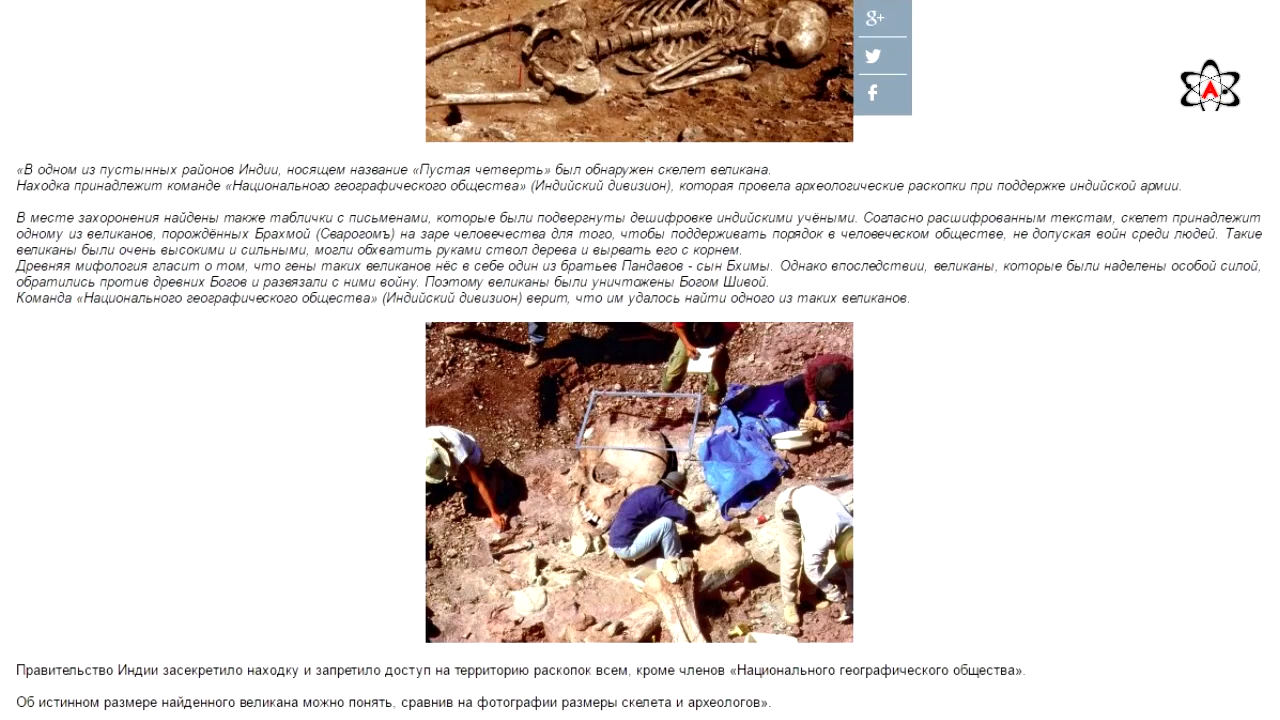 g+
«В одном из пустынных районов Индии, носящем название «Пустая четверть» был обнаружен скелет великана.
Находка принадлежит команде «Национального географического общества» (Индийский дивизион), которая провела археологические раскопки при поддержке индийской армии.
В месте захоронения найдены также таблички с письменами, которые были подвергнуты дешифровке индийскими учёными. Согласно расшифрованным текстам, скелет принадлежит
одному из великанов, порождённых Брахмой (Сварогомъ) на заре человечества для того, чтобы поддерживать порядок в человеческом обществе, не допуская войн среди людей. Такие
великаны были очень высокими и сильными, могли обхватить руками ствол дерева и вырвать его с корнем.
Древняя мифология гласит о том, что гены таких великанов нёс в себе один из братьев Пандавов - сын Бхимы. Однако впоследствии, великаны, которые были наделены особой силой,
обратились против древних Богов и развязали с ними войну. Поэтому великаны были уничтожены Богом Шивой.
Команда «Национального географического общества» (Индийский дивизион) верит, что им удалось найти одного из таких великанов.
Правительство Индии засекретило находку и запретило доступ на территорию раскопок всем, кроме членов «Национального географического общества».
Об истинном размере найденного великана можно понять, сравнив на фотографии размеры скелета и археологов».